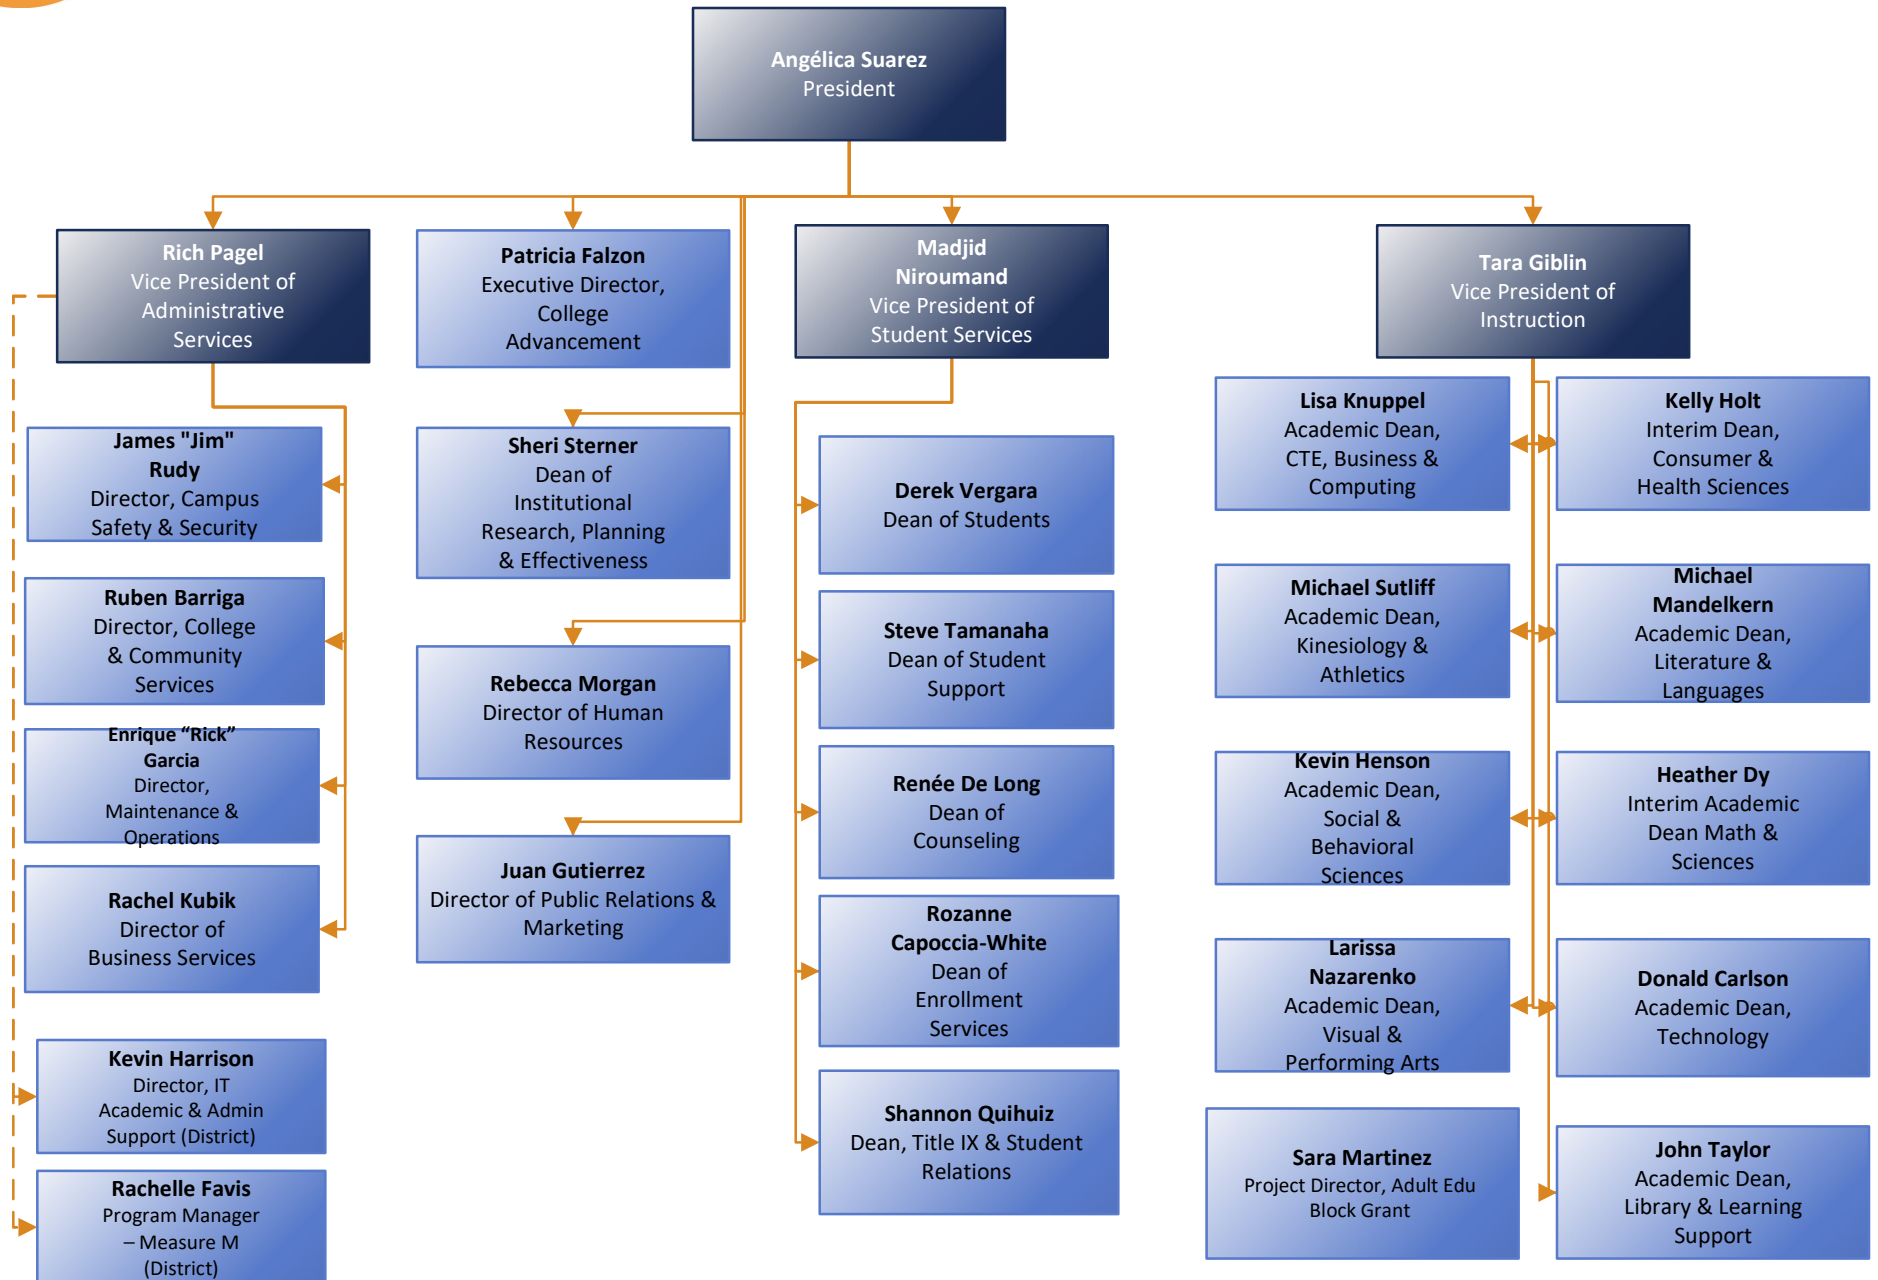 Angélica Suarez
President
Rich Pagel
Vice President of
Administrative
Services
Patricia Falzon
Executive Director,
College
Advancement
Madjid
Niroumand
Vice President of
Student Services
Tara Giblin
Vice President of
Instruction
James "Jim"
Rudy
Director, Campus
Safety & Security
Ruben Barriga
Director, College
& Community
Services
Enrique “Rick”
Garcia
Director,
Maintenance &
Operations
Rachel Kubik
Director of
Business Services
Kevin Harrison
Director, IT
Academic & Admin
Support (District)
Rachelle Favis
Program Manager
– Measure M
(District)
Sheri Sterner
Dean of
Institutional
Research, Planning
& Effectiveness
Rebecca Morgan
Director of Human
Resources
Juan Gutierrez
Director of Public Relations &
Marketing
Derek Vergara
Dean of Students
Steve Tamanaha
Dean of Student
Support
Renée De Long
Dean of
Counseling
Rozanne
Capoccia-White
Dean of
Enrollment
Services
Shannon Quihuiz
Dean, Title IX & Student
Relations
Lisa Knuppel
Academic Dean,
CTE, Business &
Computing
Kelly Holt
Interim Dean,
Consumer &
Health Sciences
Michael Sutliff
Academic Dean,
Kinesiology &
Athletics
Michael
Mandelkern
Academic Dean,
Literature &
Languages
Kevin Henson
Academic Dean,
Social &
Behavioral
Sciences
Heather Dy
Interim Academic
Dean Math &
Sciences
Larissa
Nazarenko
Academic Dean,
Visual &
Performing Arts
Donald Carlson
Academic Dean,
Technology
Sara Martinez
Project Director, Adult Edu
Block Grant
John Taylor
Academic Dean,
Library & Learning
Support